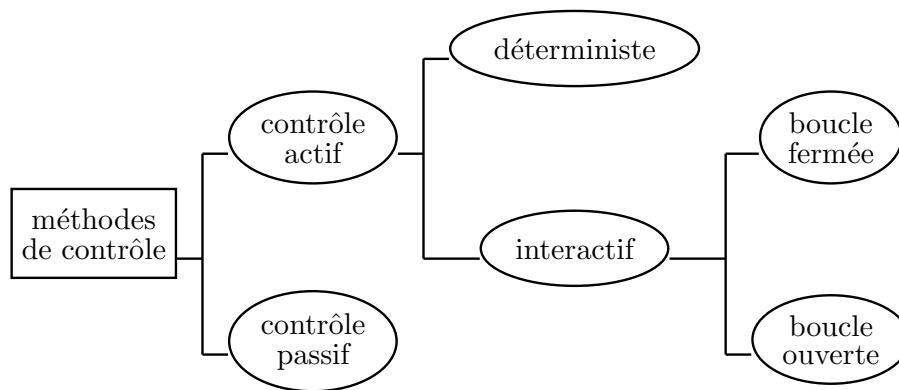 déterministe
contrôle
actif
boucle
fermée
méthodes
de contrôle
interactif
contrôle
passif
boucle
ouverte